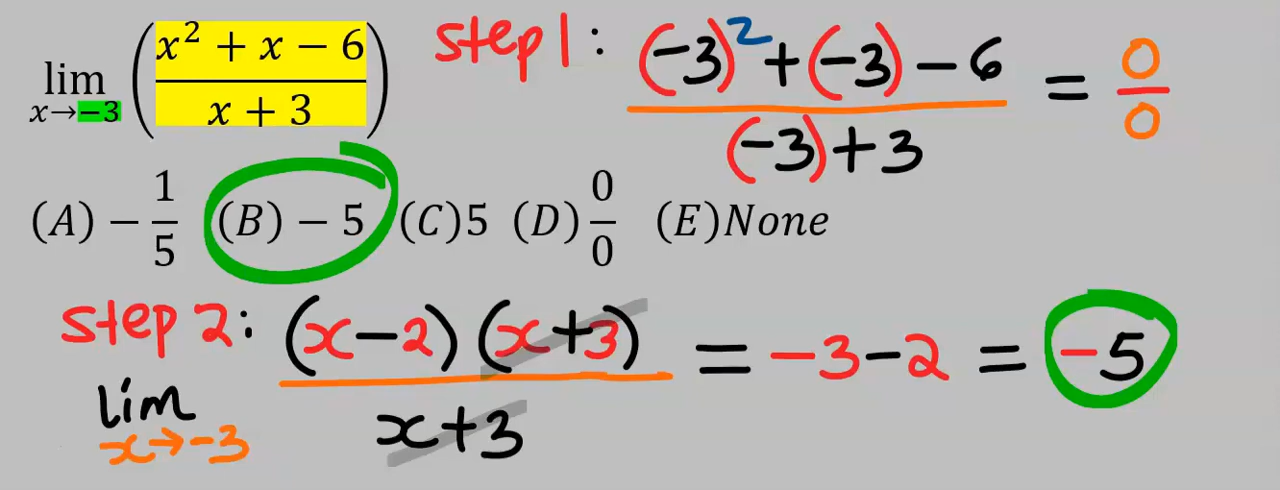 lim x→−3 ( (x² + x − 6) / (x + 3) )
step 1: ((−3)² + (−3) − 6) / ((−3) + 3) = 0/0
(A) − 1/5 (B) − 5 (C) 5 (D) 0/0 (E) None
step 2: lim x→−3 ((x−2)(x+3)) / (x+3) = −3−2 = −5